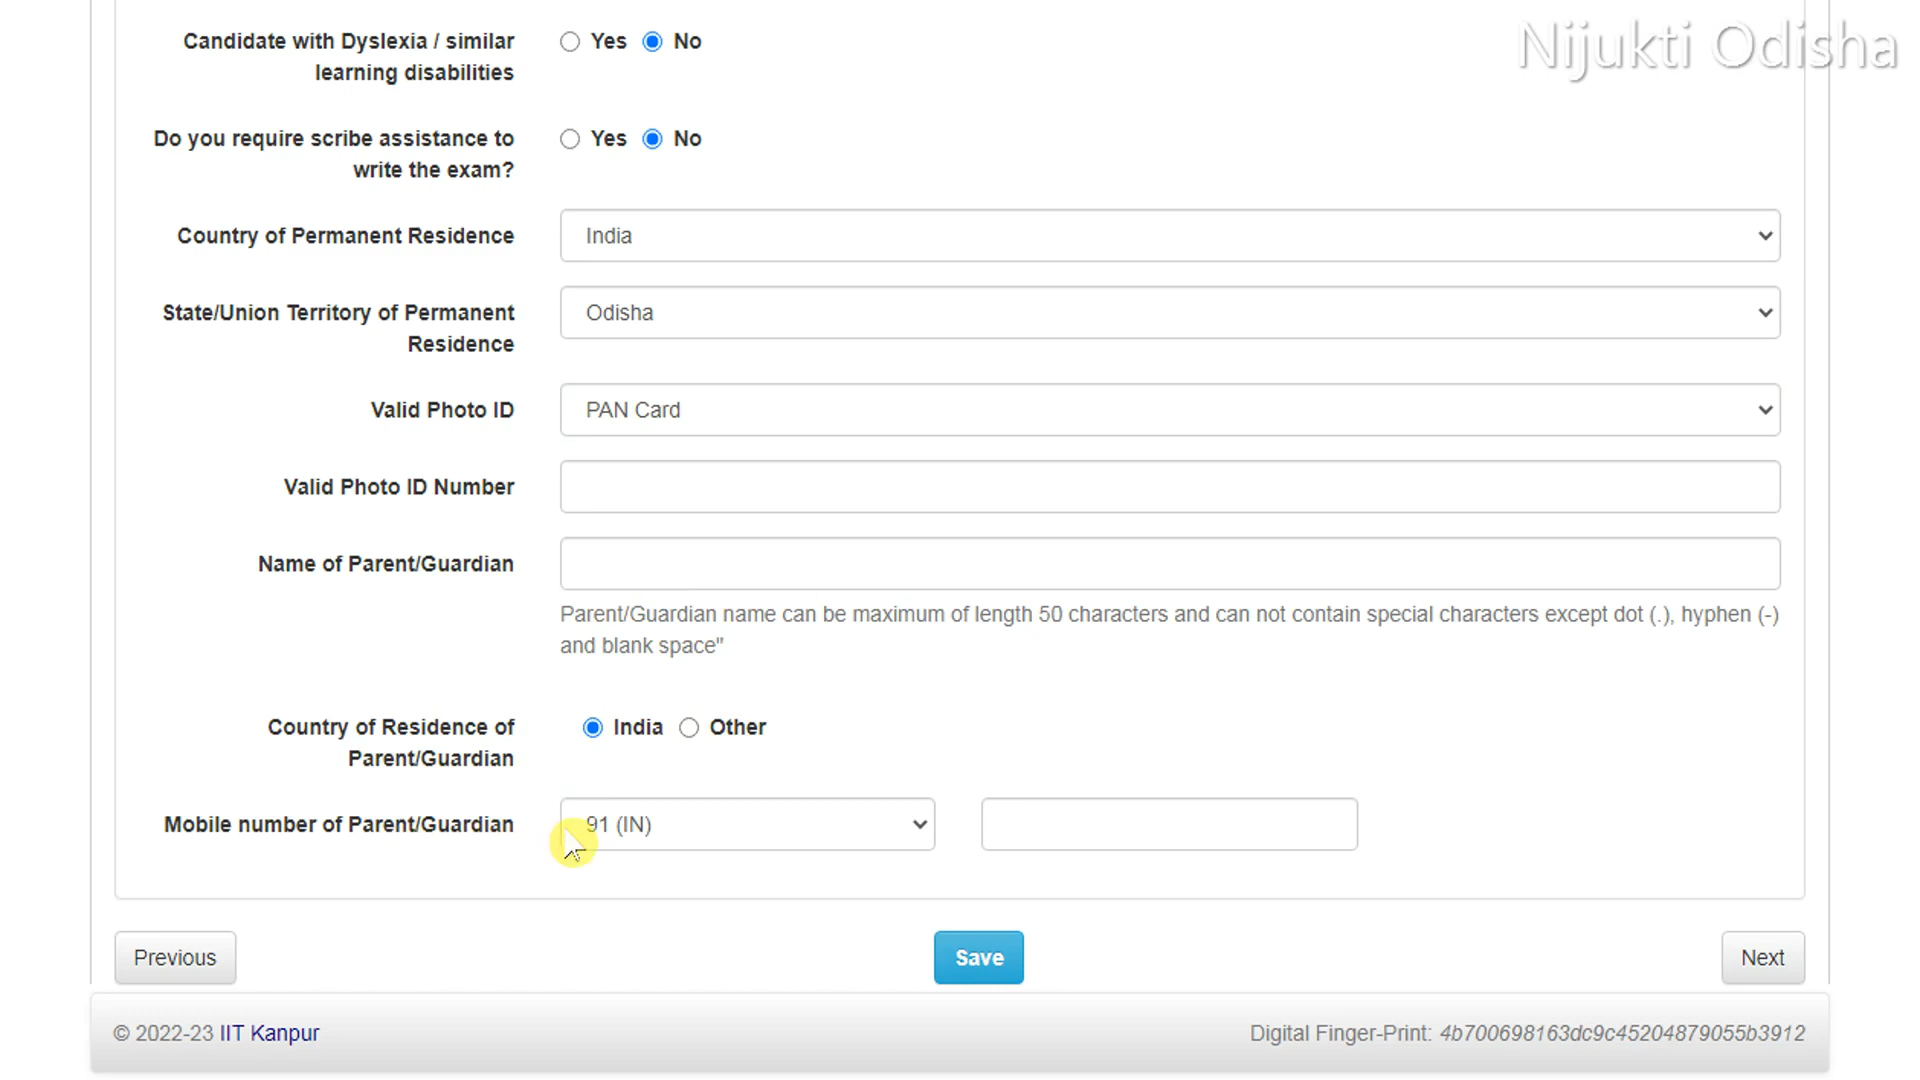 Nijukti Odisha
Candidate with Dyslexia / similar
learning disabilities
Yes No
Do you require scribe assistance to
write the exam?
Yes No
Country of Permanent Residence
India
State/Union Territory of Permanent
Residence
Odisha
Valid Photo ID
PAN Card
Valid Photo ID Number
Name of Parent/Guardian
Parent/Guardian name can be maximum of length 50 characters and can not contain special characters except dot (.), hyphen (-)
and blank space"
Country of Residence of
Parent/Guardian
India Other
Mobile number of Parent/Guardian
91 (IN)
Previous
Save
Next
© 2022-23 IIT Kanpur
Digital Finger-Print: 4b700698163dc9c45204879055b3912